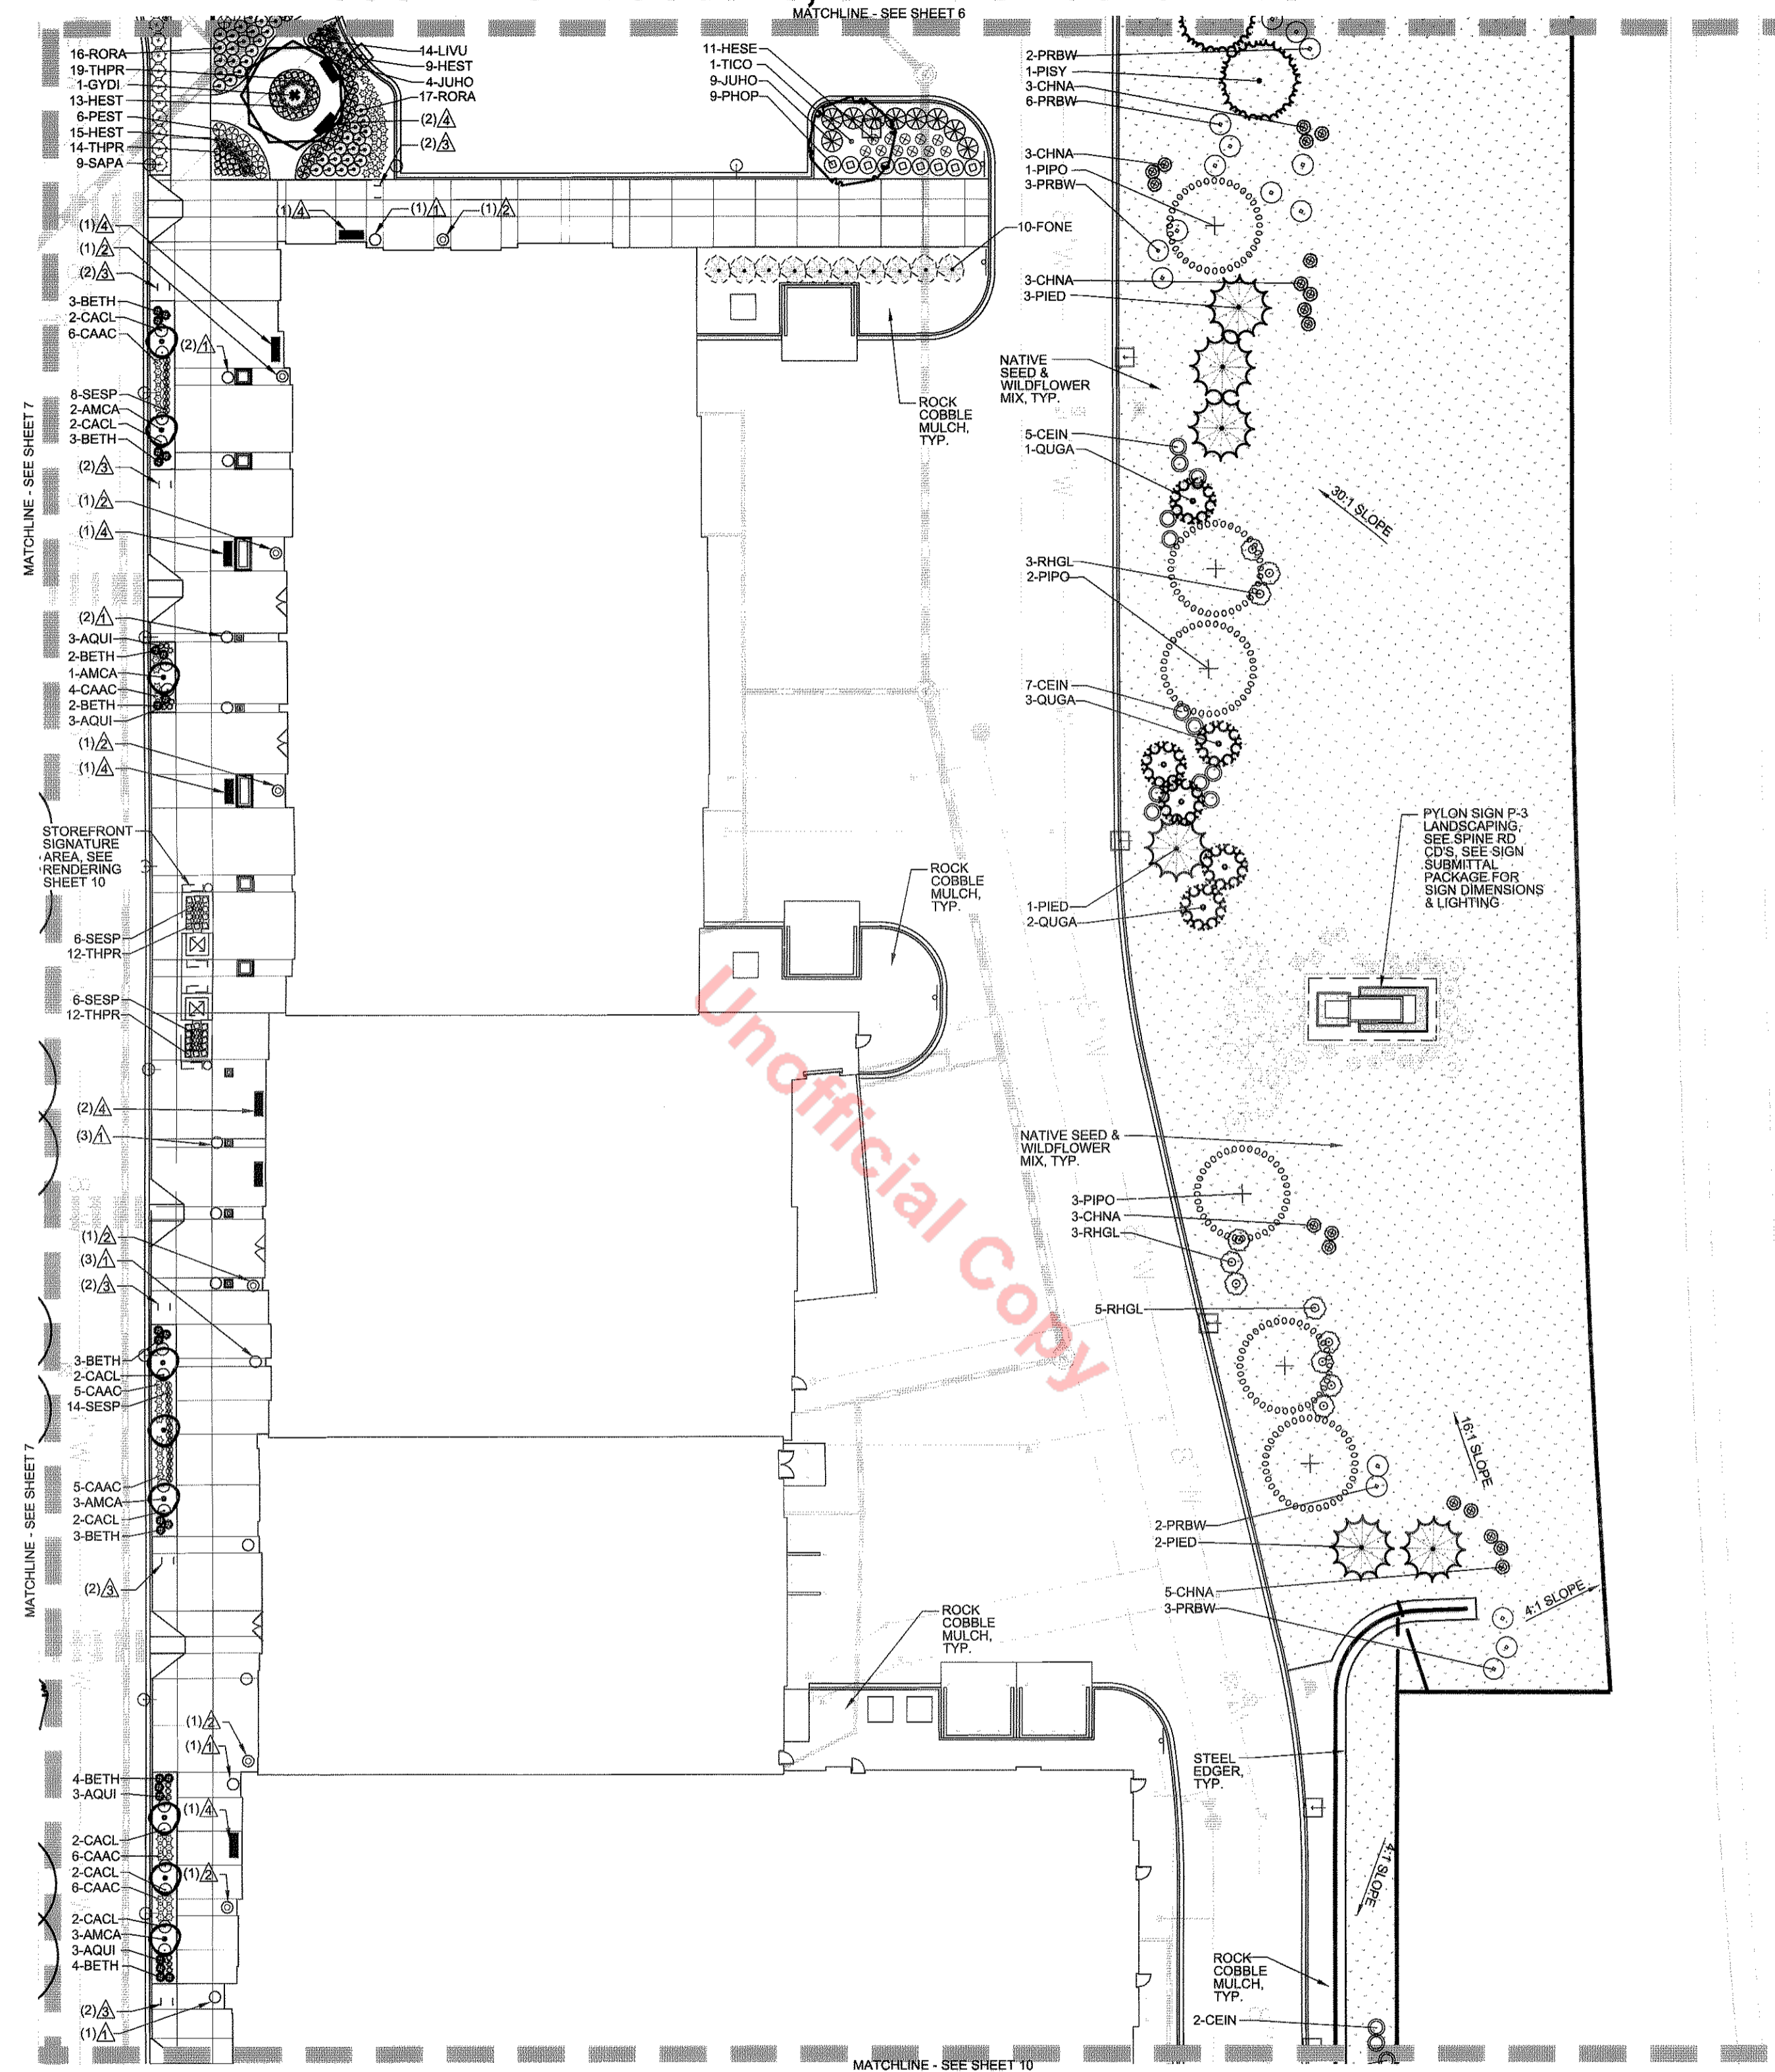 MATCHLINE - SEE SHEET 6
16-RORA
19-THPR
1-GYDI
13-HEST
6-PEST
15-HEST
14-THPR
9-SAPA
14-LIVU
9-HEST
4-JUHO
17-RORA
(2) 4
(2) 3
11-HESE
1-TICO
9-JUHO
9-PHOP
(1) 4
(1) 1
(1) 2
10-FONE
(1) 4
(1) 2
(2) 3
3-BETH
2-CACL
6-CAAC
(2) 1
8-SESP
2-AMCA
2-CACL
3-BETH
(2) 3
(1) 2
(1) 4
(2) 1
3-AQUI
2-BETH
1-AMCA
4-CAAC
2-BETH
3-AQUI
(1) 2
(1) 4
MATCHLINE - SEE SHEET 7
STOREFRONT
SIGNATURE
AREA, SEE
RENDERING
SHEET 10
6-SESP
12-THPR
6-SESP
12-THPR
(2) 4
(3) 1
(1) 2
(3) 1
(2) 3
3-BETH
2-CACL
5-CAAC
14-SESP
5-CAAC
3-AMCA
2-CACL
3-BETH
(2) 3
MATCHLINE - SEE SHEET 7
(1) 2
(1) 1
4-BETH
3-AQUI
(1) 4
2-CACL
6-CAAC
2-CACL
6-CAAC
(1) 2
2-CACL
3-AMCA
3-AQUI
4-BETH
(2) 3
(1) 1
ROCK
COBBLE
MULCH,
TYP.
ROCK
COBBLE
MULCH,
TYP.
ROCK
COBBLE
MULCH,
TYP.
Unofficial Copy
2-PRBW
1-PISY
3-CHNA
6-PRBW
3-CHNA
1-PIPO
3-PRBW
3-CHNA
3-PIED
NATIVE
SEED &
WILDFLOWER
MIX, TYP.
5-CEIN
1-QUGA
30:1 SLOPE
3-RHGL
2-PIPO
7-CEIN
3-QUGA
1-PIED
2-QUGA
PYLON SIGN P-3
LANDSCAPING,
SEE SPINE RD
CD'S, SEE SIGN
SUBMITTAL
PACKAGE FOR
SIGN DIMENSIONS
& LIGHTING
NATIVE SEED &
WILDFLOWER
MIX, TYP.
3-PIPO
3-CHNA
3-RHGL
5-RHGL
16:1 SLOPE
2-PRBW
2-PIED
5-CHNA
3-PRBW
4:1 SLOPE
STEEL
EDGER,
TYP.
4:1 SLOPE
ROCK
COBBLE
MULCH,
TYP.
2-CEIN
MATCHLINE - SEE SHEET 10